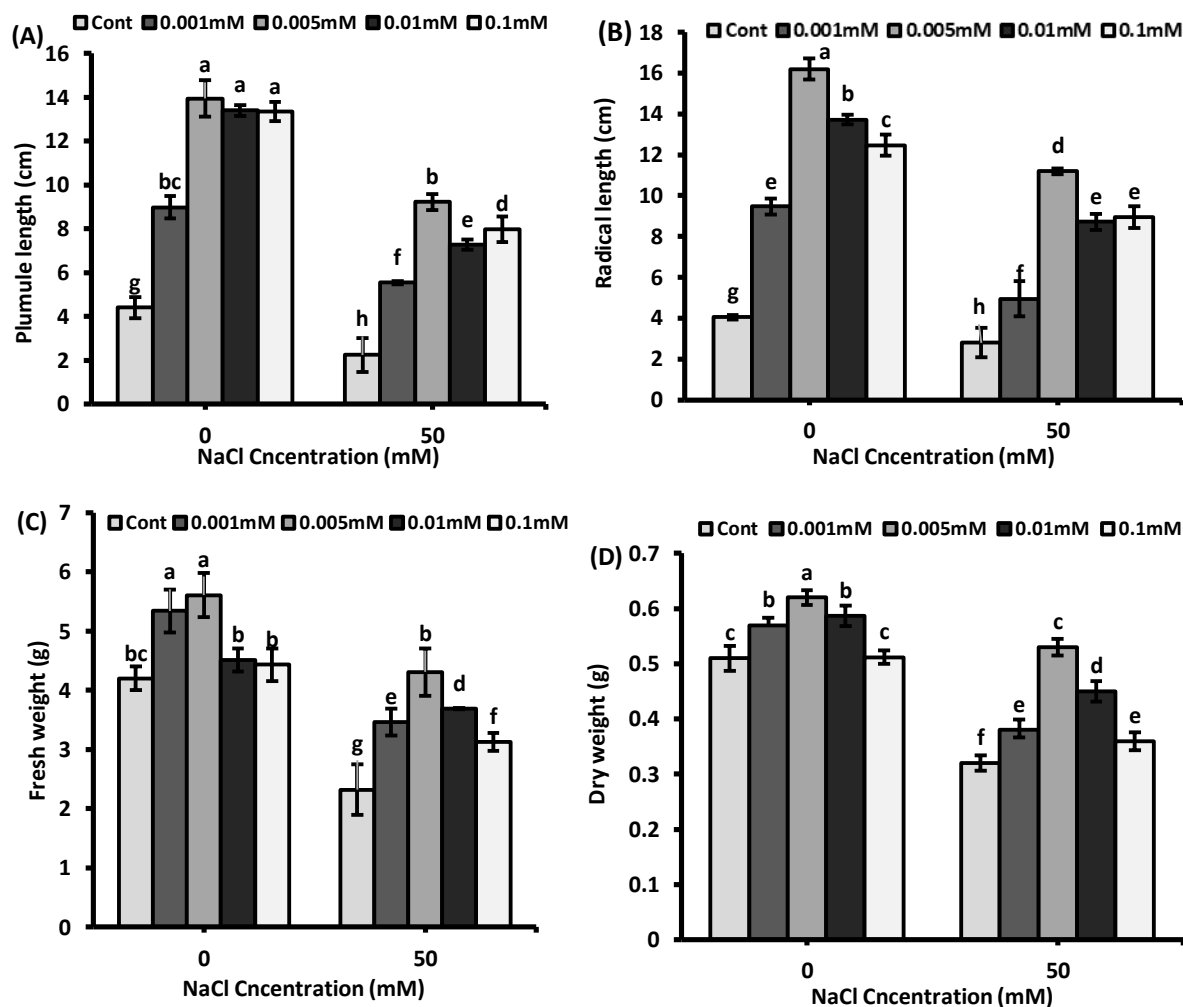 (A)
Cont 0.001mM 0.005mM 0.01mM 0.1mM
Plumule length (cm)
16
14
12
10
8
6
4
2
0
g bc a a a
h f b e d
0 50
NaCl Cncentration (mM)
(B)
Cont 0.001mM 0.005mM 0.01mM 0.1mM
Radical length (cm)
18
16
14
12
10
8
6
4
2
0
g e a b c
h f d e e
0 50
NaCl Cncentration (mM)
(C)
Cont 0.001mM 0.005mM 0.01mM 0.1mM
Fresh weight (g)
7
6
5
4
3
2
1
0
bc a a b b
g e b d f
0 50
NaCl Cncentration (mM)
(D)
Cont 0.001mM 0.005mM 0.01mM 0.1mM
Dry weight (g)
0.7
0.6
0.5
0.4
0.3
0.2
0.1
0
c b a b c
f e c d e
0 50
NaCl Cncentration (mM)